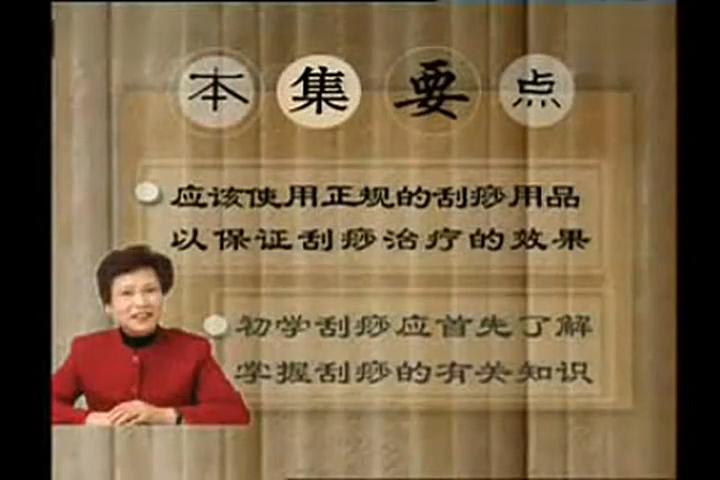 本集要点
应该使用正规的刮痧用品
以保证刮痧治疗的效果
初学刮痧应首先了解
掌握刮痧的有关知识